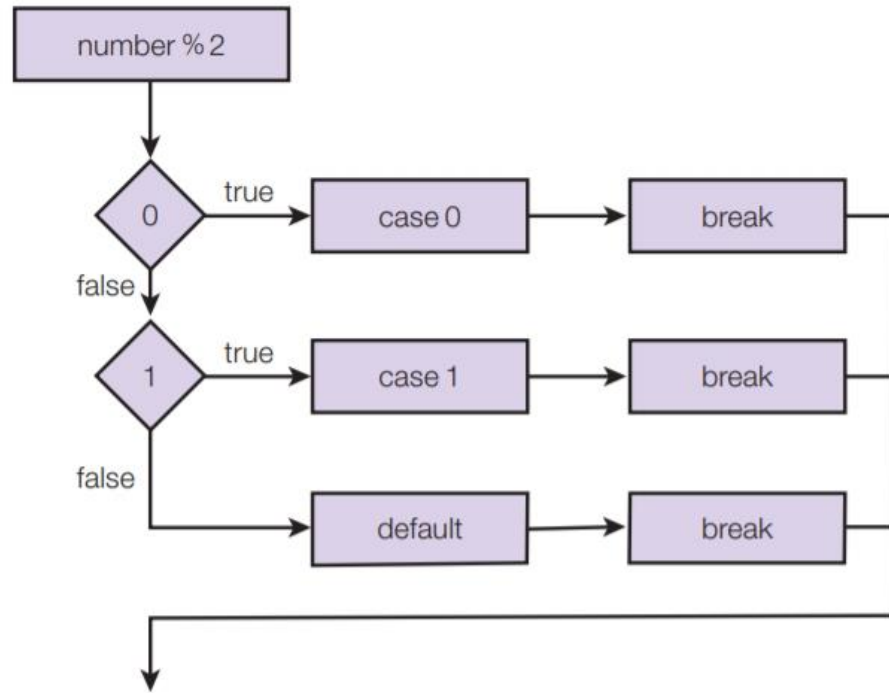 number % 2
0
true
case 0
break
false
1
true
case 1
break
false
default
break